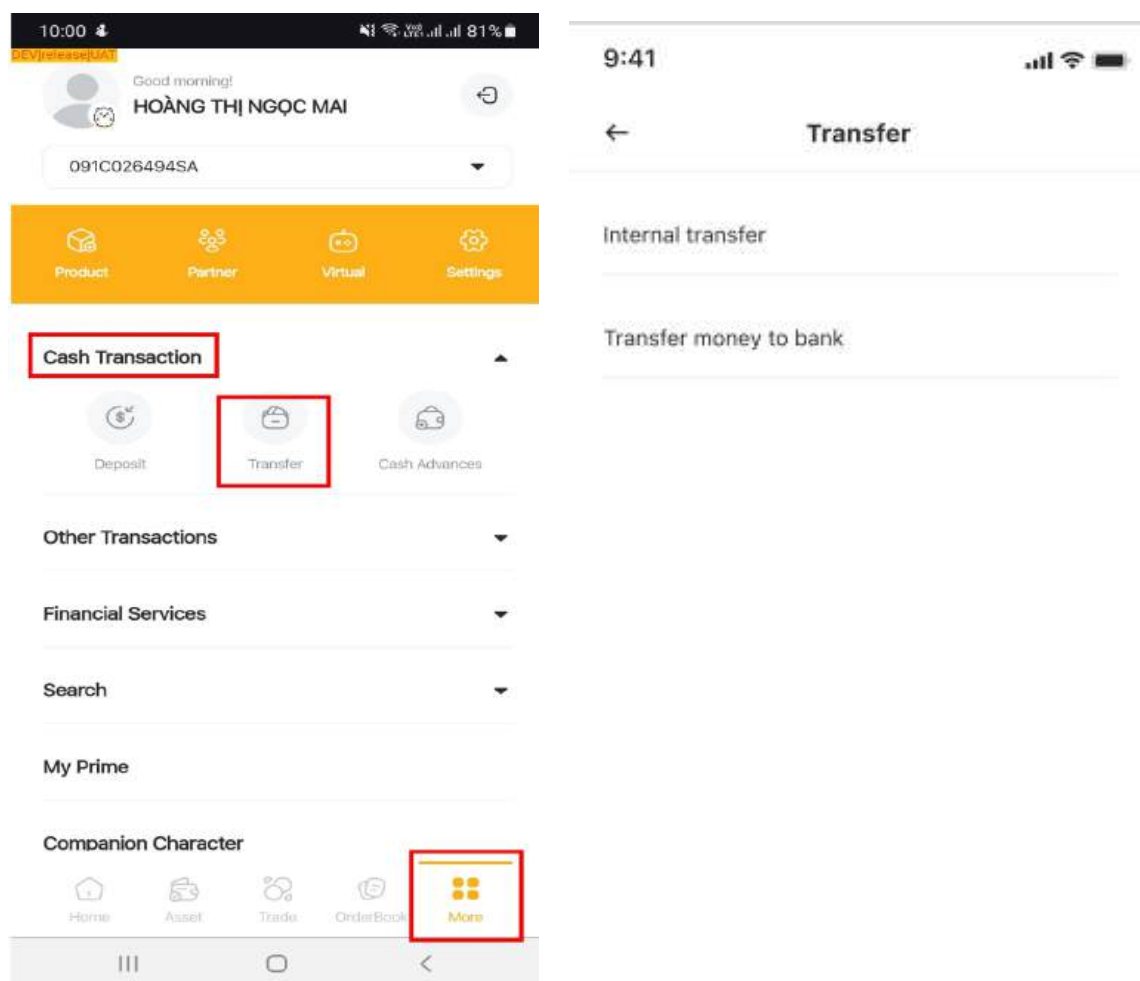 10:00
81%
DEV|release|UAT
Good morning!
HOÀNG THỊ NGỌC MAI
091C026494SA
Product Partner Virtual Settings
Cash Transaction
Deposit Transfer Cash Advances
Other Transactions
Financial Services
Search
My Prime
Companion Character
Home Asset Trade OrderBook More
9:41
Transfer
Internal transfer
Transfer money to bank